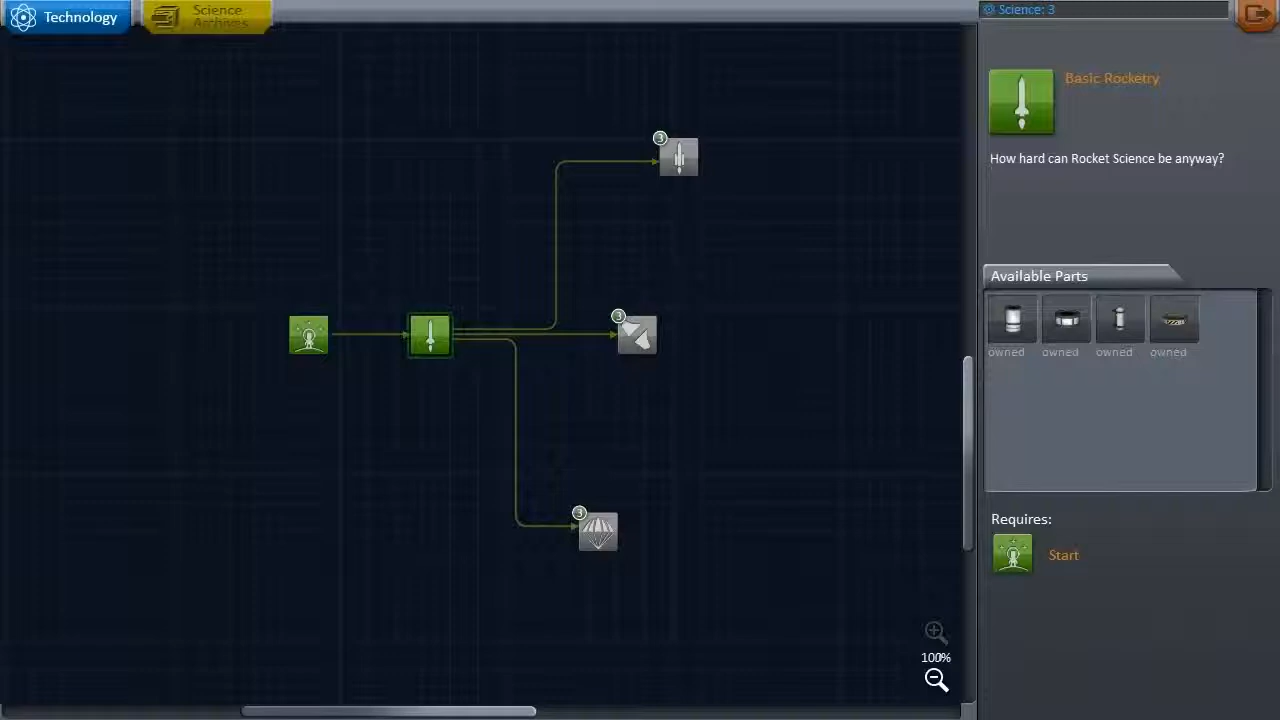 Technology
Science
Archives
Science: 3
Basic Rocketry
How hard can Rocket Science be anyway?
3
Available Parts
owned owned owned owned
3
3
Requires:
Start
100%